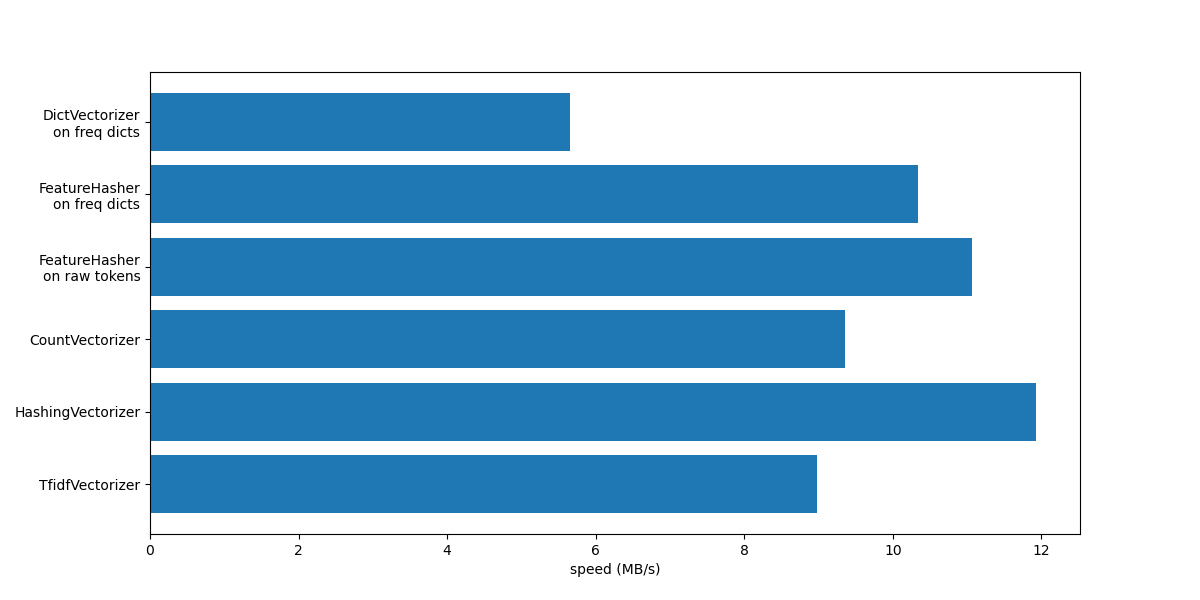 DictVectorizer
on freq dicts
FeatureHasher
on freq dicts
FeatureHasher
on raw tokens
CountVectorizer
HashingVectorizer
TfidfVectorizer
0 2 4 6 8 10 12
speed (MB/s)